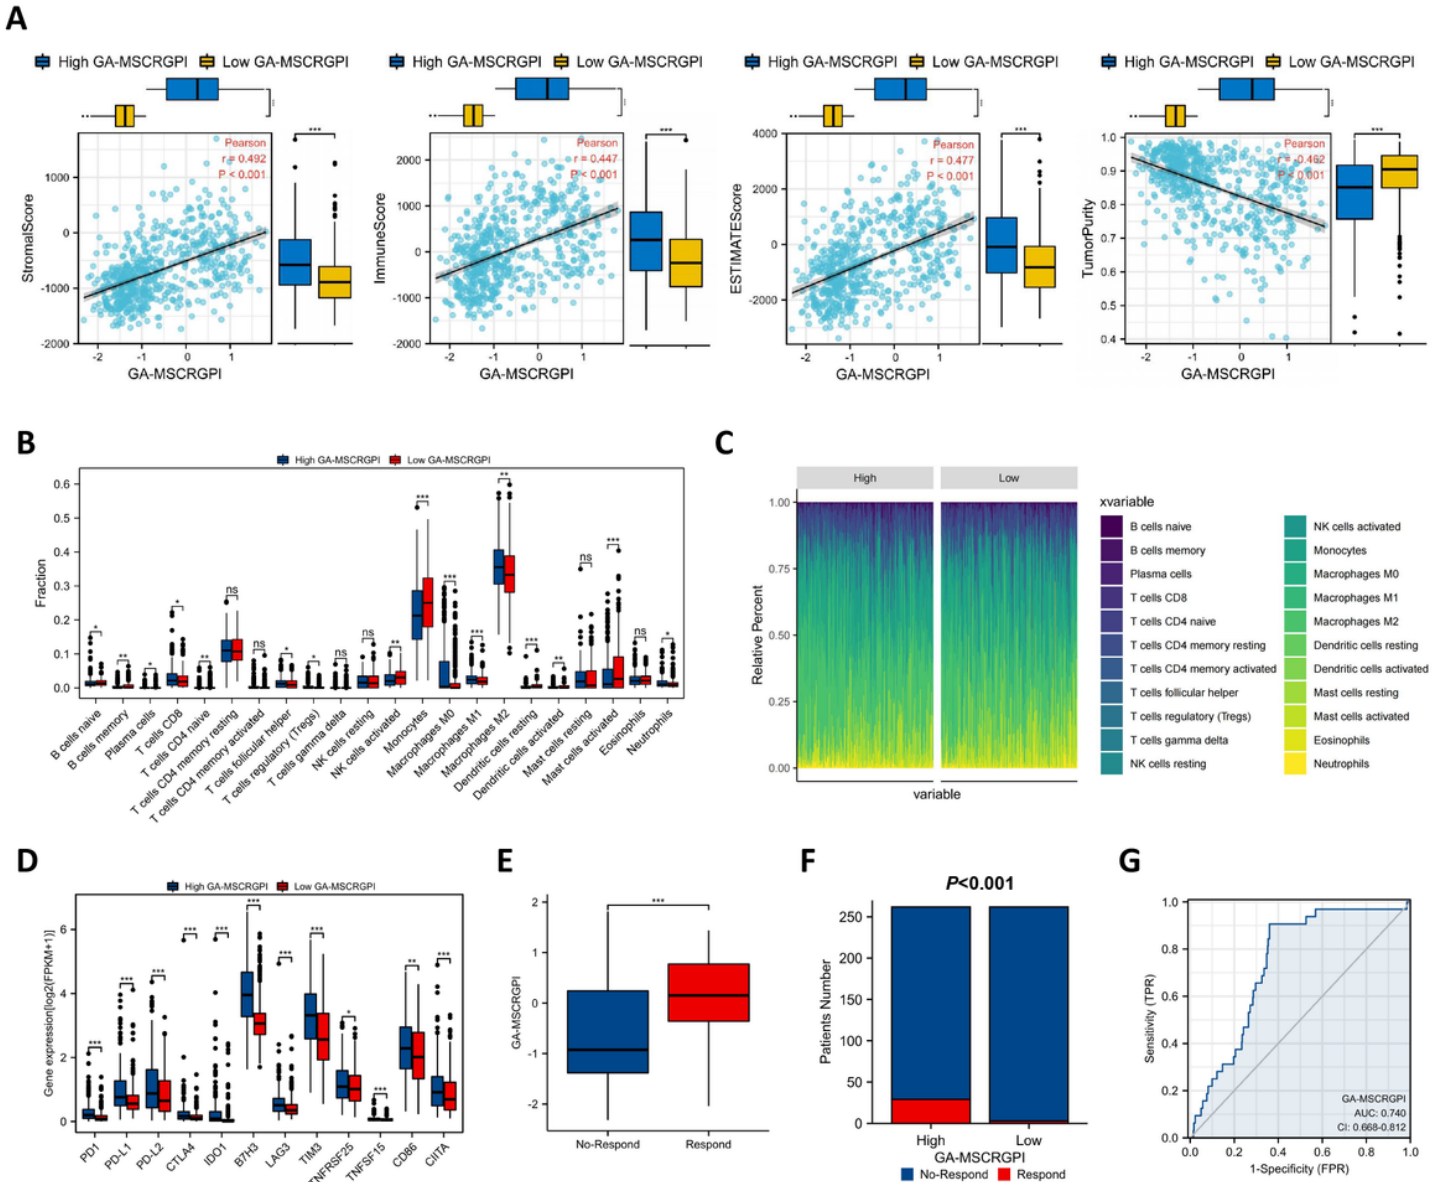 A
High GA-MSCRGPI Low GA-MSCRGPI
High GA-MSCRGPI Low GA-MSCRGPI
High GA-MSCRGPI Low GA-MSCRGPI
High GA-MSCRGPI Low GA-MSCRGPI
StromalScore
1000
0
-1000
-2000
Pearson
r = 0.492
P < 0.001
***
-2 -1 0 1
GA-MSCRGPI
ImmuneScore
2000
1000
0
-1000
-2000
Pearson
r = 0.447
P < 0.001
***
-2 -1 0 1
GA-MSCRGPI
ESTIMATEScore
4000
2000
0
-2000
Pearson
r = 0.477
P < 0.001
***
-2 -1 0 1
GA-MSCRGPI
TumorPurity
1.0
0.9
0.8
0.7
0.6
0.5
0.4
Pearson
r = -0.462
P < 0.001
***
-2 -1 0 1
GA-MSCRGPI
B
High GA-MSCRGPI Low GA-MSCRGPI
Fraction
0.6
0.5
0.4
0.3
0.2
0.1
0.0
* ** * * ** ns ns * * ns ns ** *** *** *** ** *** ** ns *** ns *
B cells naive
B cells memory
Plasma cells
T cells CD8
T cells CD4 naive
T cells CD4 memory resting
T cells CD4 memory activated
T cells follicular helper
T cells regulatory (Tregs)
T cells gamma delta
NK cells resting
NK cells activated
Monocytes
Macrophages M0
Macrophages M1
Macrophages M2
Dendritic cells resting
Dendritic cells activated
Mast cells resting
Mast cells activated
Eosinophils
Neutrophils
C
High Low
Relative Percent
1.00
0.75
0.50
0.25
0.00
variable
xvariable
B cells naive
B cells memory
Plasma cells
T cells CD8
T cells CD4 naive
T cells CD4 memory resting
T cells CD4 memory activated
T cells follicular helper
T cells regulatory (Tregs)
T cells gamma delta
NK cells resting
NK cells activated
Monocytes
Macrophages M0
Macrophages M1
Macrophages M2
Dendritic cells resting
Dendritic cells activated
Mast cells resting
Mast cells activated
Eosinophils
Neutrophils
D
High GA-MSCRGPI Low GA-MSCRGPI
Gene expression[log2(FPKM+1)]
6
4
2
0
*** *** *** *** *** *** *** *** * *** ** ***
PD1
PD-L1
PD-L2
CTLA4
IDO1
B7H3
LAG3
TIM3
TNFRSF25
TNFSF15
CD86
CIITA
E
GA-MSCRGPI
2
1
0
-1
-2
***
No-Respond Respond
F
P<0.001
Patients Number
250
200
150
100
50
0
High Low
GA-MSCRGPI
No-Respond Respond
G
Sensitivity (TPR)
1.0
0.8
0.6
0.4
0.2
0.0
GA-MSCRGPI
AUC: 0.740
CI: 0.668-0.812
0.0 0.2 0.4 0.6 0.8 1.0
1-Specificity (FPR)